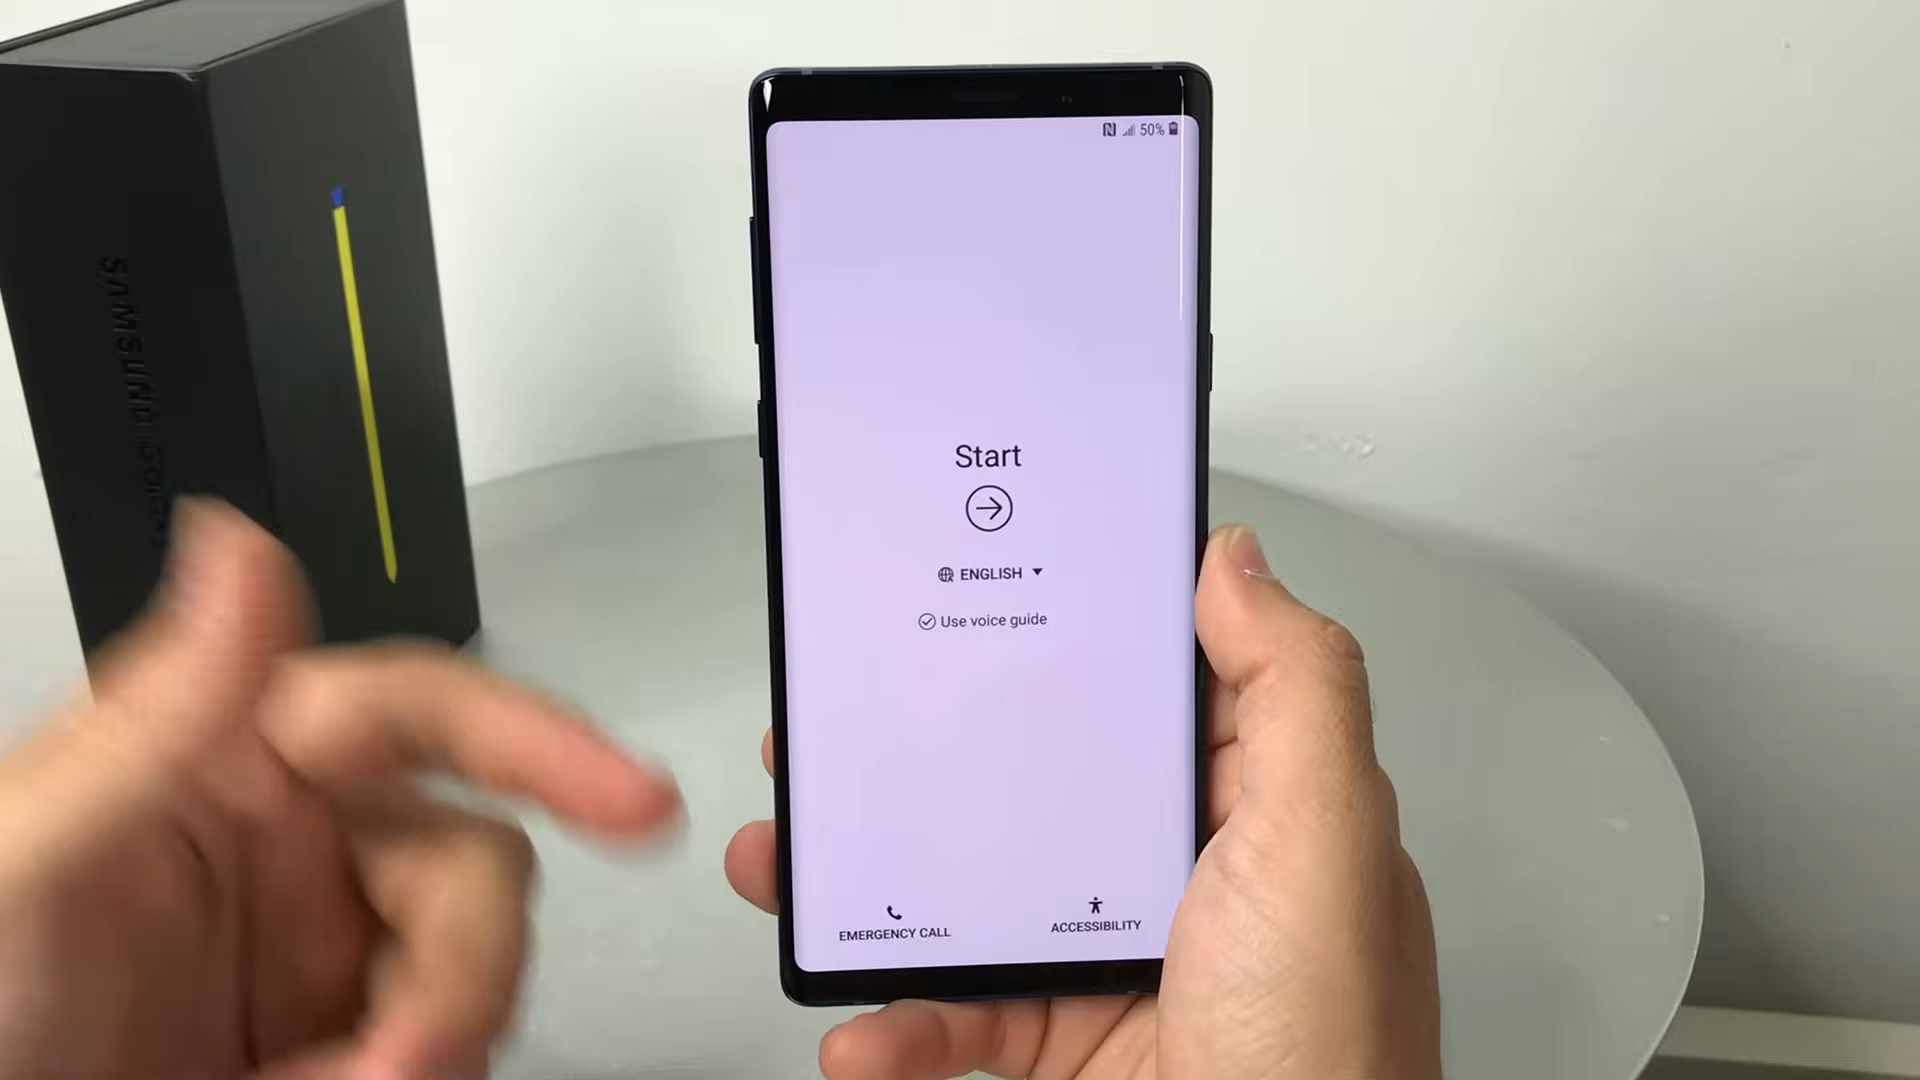 50%
Start
ENGLISH
Use voice guide
EMERGENCY CALL
ACCESSIBILITY
SAMSUNG